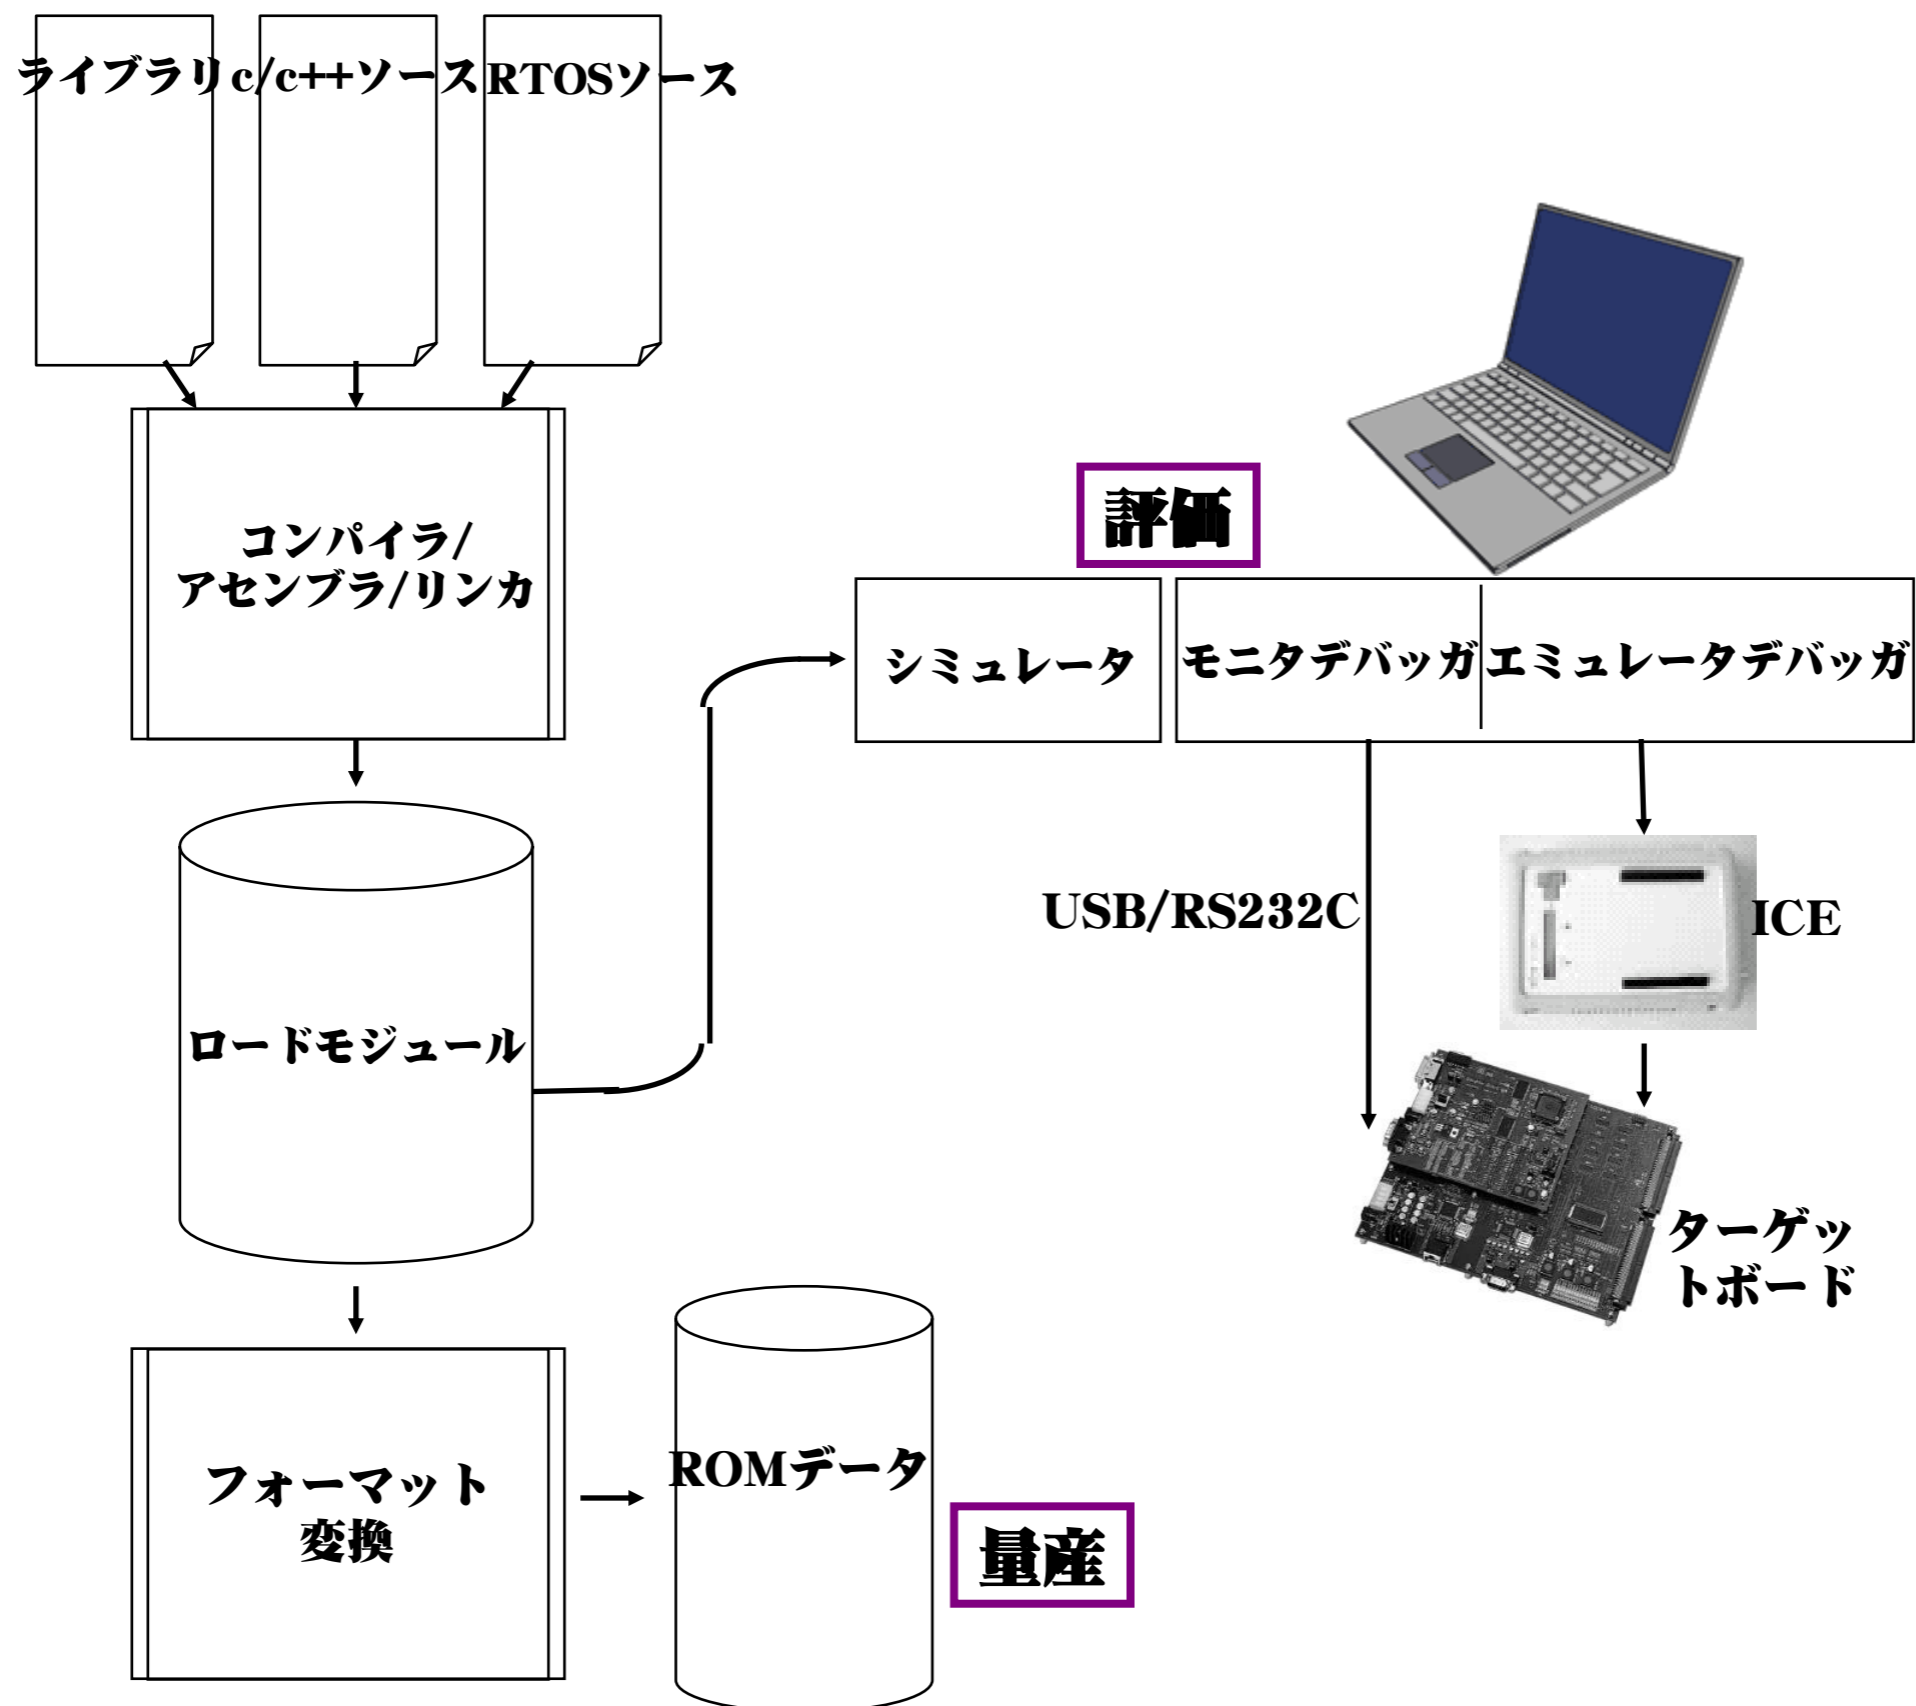 ライブラリ
c/c++ソース
RTOSソース
コンパイラ/
アセンブラ/リンカ
評価
シミュレータ
モニタデバッガ
エミュレータデバッガ
USB/RS232C
ICE
ロードモジュール
ターゲッ
トボード
フォーマット
変換
ROMデータ
量産